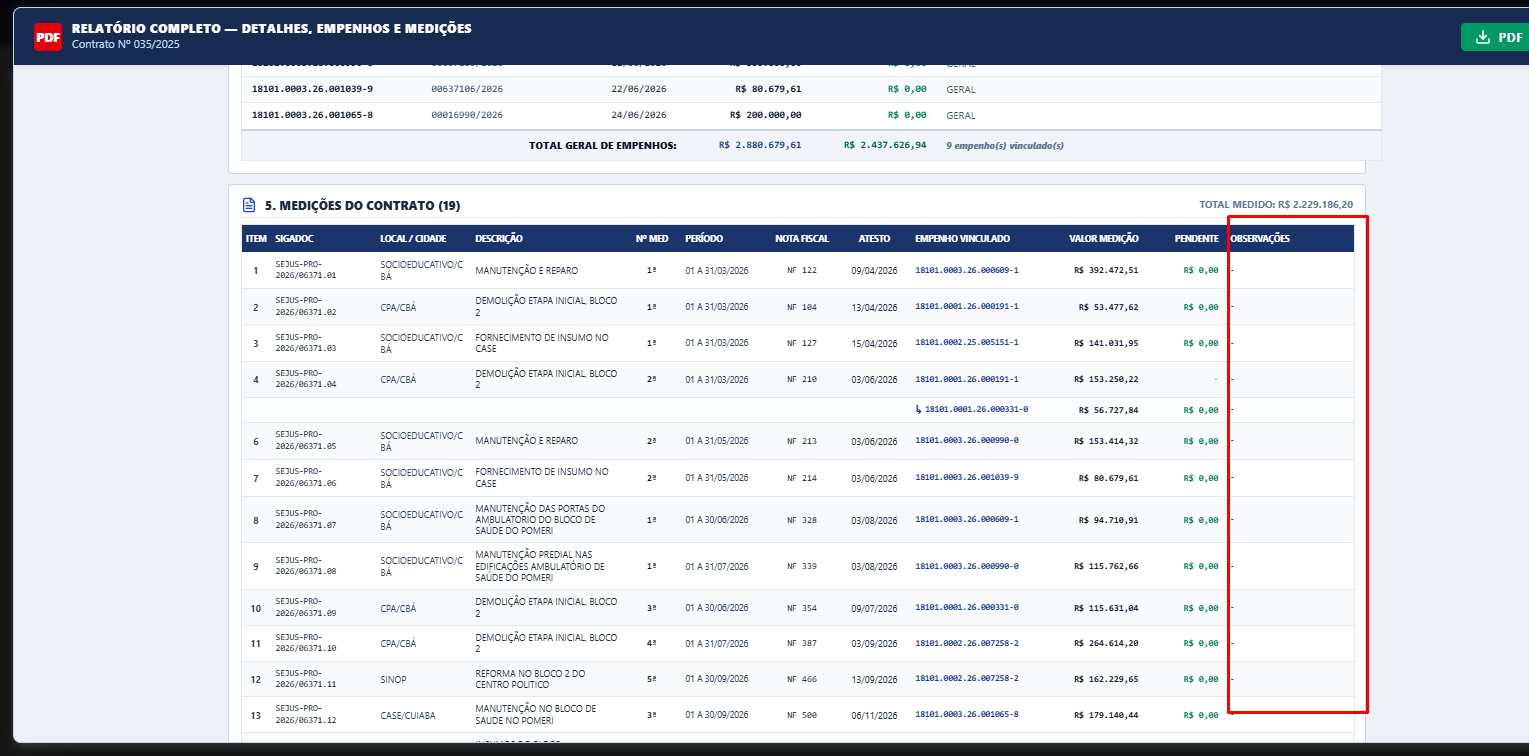 PDF
RELATÓRIO COMPLETO — DETALHES, EMPENHOS E MEDIÇÕES
Contrato Nº 035/2025
PDF
18101.0003.26.001039-9 00637106/2026 22/06/2026 R$ 80.679,61 R$ 0,00 GERAL
18101.0003.26.001065-8 00016990/2026 24/06/2026 R$ 200.000,00 R$ 0,00 GERAL
TOTAL GERAL DE EMPENHOS: R$ 2.880.679,61 R$ 2.437.626,94 9 empenho(s) vinculado(s)
5. MEDIÇÕES DO CONTRATO (19)
TOTAL MEDIDO: R$ 2.229.186,20
ITEM SIGADOC LOCAL / CIDADE DESCRIÇÃO Nº MED PERÍODO NOTA FISCAL ATESTO EMPENHO VINCULADO VALOR MEDIÇÃO PENDENTE OBSERVAÇÕES
1 SEJUS-PRO-2026/06371.01 SOCIOEDUCATIVO/CBÁ MANUTENÇÃO E REPARO 1ª 01 A 31/03/2026 NF 122 09/04/2026 18101.0003.26.000609-1 R$ 392.472,51 R$ 0,00 -
2 SEJUS-PRO-2026/06371.02 CPA/CBÁ DEMOLIÇÃO ETAPA INICIAL, BLOCO 2 1ª 01 A 31/03/2026 NF 104 13/04/2026 18101.0001.26.000191-1 R$ 53.477,62 R$ 0,00 -
3 SEJUS-PRO-2026/06371.03 SOCIOEDUCATIVO/CBÁ FORNECIMENTO DE INSUMO NO CASE 1ª 01 A 31/03/2026 NF 127 15/04/2026 18101.0002.25.005151-1 R$ 141.031,95 R$ 0,00 -
4 SEJUS-PRO-2026/06371.04 CPA/CBÁ DEMOLIÇÃO ETAPA INICIAL, BLOCO 2 2ª 01 A 31/03/2026 NF 210 03/06/2026 18101.0001.26.000191-1 R$ 153.250,22 - -
↳ 18101.0001.26.000331-0 R$ 56.727,84 R$ 0,00 -
6 SEJUS-PRO-2026/06371.05 SOCIOEDUCATIVO/CBÁ MANUTENÇÃO E REPARO 2ª 01 A 31/05/2026 NF 213 03/06/2026 18101.0003.26.000990-0 R$ 153.414,32 R$ 0,00 -
7 SEJUS-PRO-2026/06371.06 SOCIOEDUCATIVO/CBÁ FORNECIMENTO DE INSUMO NO CASE 2ª 01 A 31/05/2026 NF 214 03/06/2026 18101.0003.26.001039-9 R$ 80.679,61 R$ 0,00 -
8 SEJUS-PRO-2026/06371.07 SOCIOEDUCATIVO/CBÁ MANUTENÇÃO DAS PORTAS DO AMBULATORIO DO BLOCO DE SAÚDE DO POMERI 1ª 01 A 30/06/2026 NF 328 03/08/2026 18101.0003.26.000609-1 R$ 94.710,91 R$ 0,00 -
9 SEJUS-PRO-2026/06371.08 SOCIOEDUCATIVO/CBÁ MANUTENÇÃO PREDIAL NAS EDIFICAÇÕES AMBULATÓRIO DE SAÚDE DO POMERI 1ª 01 A 31/07/2026 NF 339 03/08/2026 18101.0003.26.000990-0 R$ 115.762,66 R$ 0,00 -
10 SEJUS-PRO-2026/06371.09 CPA/CBÁ DEMOLIÇÃO ETAPA INICIAL, BLOCO 2 3ª 01 A 30/06/2026 NF 354 09/07/2026 18101.0001.26.000331-0 R$ 115.631,04 R$ 0,00 -
11 SEJUS-PRO-2026/06371.10 CPA/CBÁ DEMOLIÇÃO ETAPA INICIAL, BLOCO 2 4ª 01 A 31/07/2026 NF 387 03/09/2026 18101.0002.26.007258-2 R$ 264.614,20 R$ 0,00 -
12 SEJUS-PRO-2026/06371.11 SINOP REFORMA NO BLOCO 2 DO CENTRO POLITICO 5ª 01 A 30/09/2026 NF 466 13/09/2026 18101.0002.26.007258-2 R$ 162.229,65 R$ 0,00 -
13 SEJUS-PRO-2026/06371.12 CASE/CUIABA MANUTENÇÃO NO BLOCO DE SAUDE NO POMERI 3ª 01 A 30/09/2026 NF 500 06/11/2026 18101.0003.26.001065-8 R$ 179.140,44 R$ 0,00 -